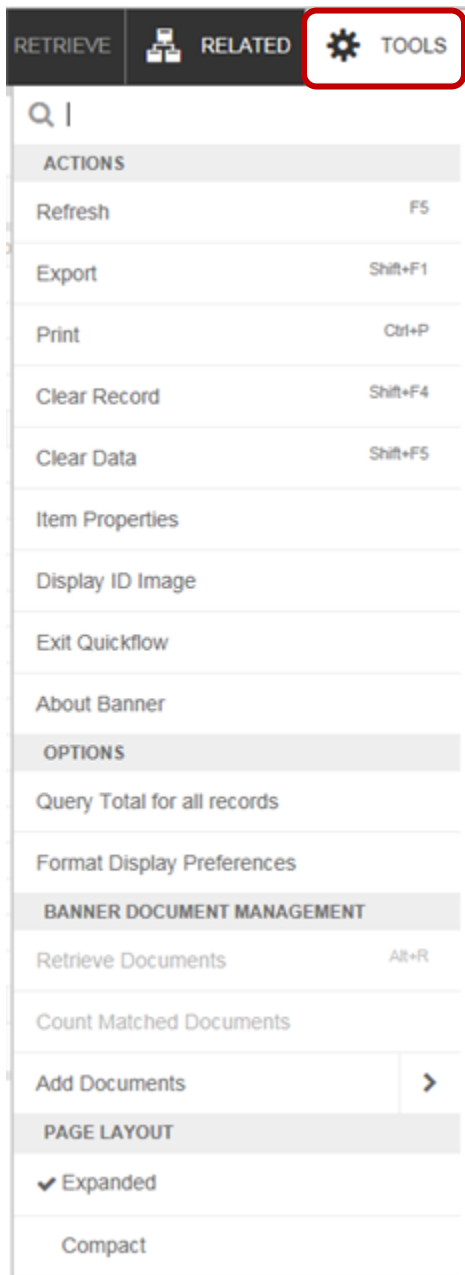 RETRIEVE RELATED TOOLS
ACTIONS
Refresh F5
Export Shift+F1
Print Ctrl+P
Clear Record Shift+F4
Clear Data Shift+F5
Item Properties
Display ID Image
Exit Quickflow
About Banner
OPTIONS
Query Total for all records
Format Display Preferences
BANNER DOCUMENT MANAGEMENT
Retrieve Documents Alt+R
Count Matched Documents
Add Documents
PAGE LAYOUT
Expanded
Compact